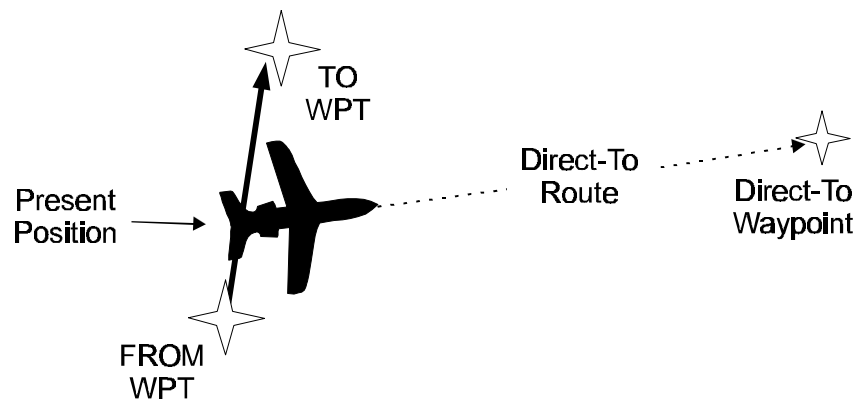 TO
WPT
Direct-To
Route
Direct-To
Waypoint
Present
Position
FROM
WPT